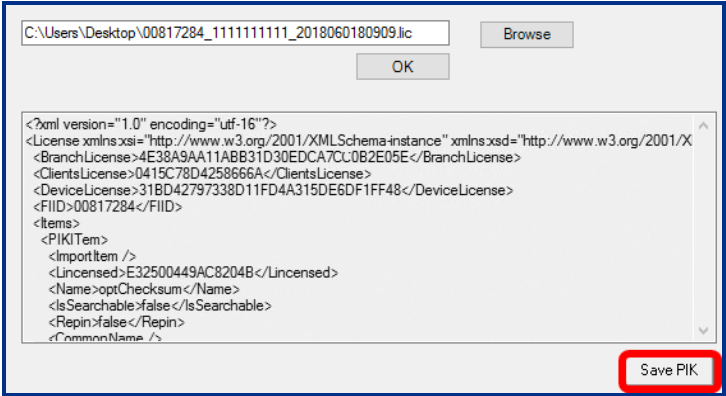 C:\Users\Desktop\00817284_1111111111_2018060180909.lic
Browse
OK
<?xml version="1.0" encoding="utf-16"?>
<License xmlns:xsi="http://www.w3.org/2001/XMLSchema-instance" xmlns:xsd="http://www.w3.org/2001/X
<BranchLicense>4E38A9AA11ABB31D30EDCA7CC0B2E05E</BranchLicense>
<ClientsLicense>0415C78D4258666A</ClientsLicense>
<DeviceLicense>31BD42797338D11FD4A315DE6DF1FF48</DeviceLicense>
<FIID>00817284</FIID>
<Items>
<PIKITem>
<ImportItem />
<Lincensed>E32500449AC8204B</Lincensed>
<Name>optChecksum</Name>
<IsSearchable>false</IsSearchable>
<Repin>false</Repin>
<CommonName />
Save PIK